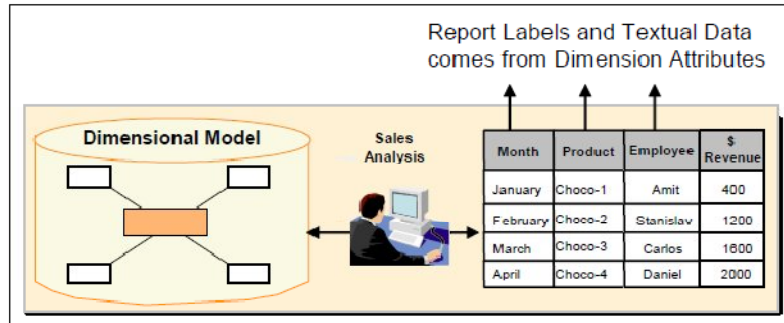 Report Labels and Textual Data
comes from Dimension Attributes
Dimensional Model
Sales
Analysis
Month Product Employee $ Revenue
January Choco-1 Amit 400
February Choco-2 Stanislav 1200
March Choco-3 Carlos 1600
April Choco-4 Daniel 2000